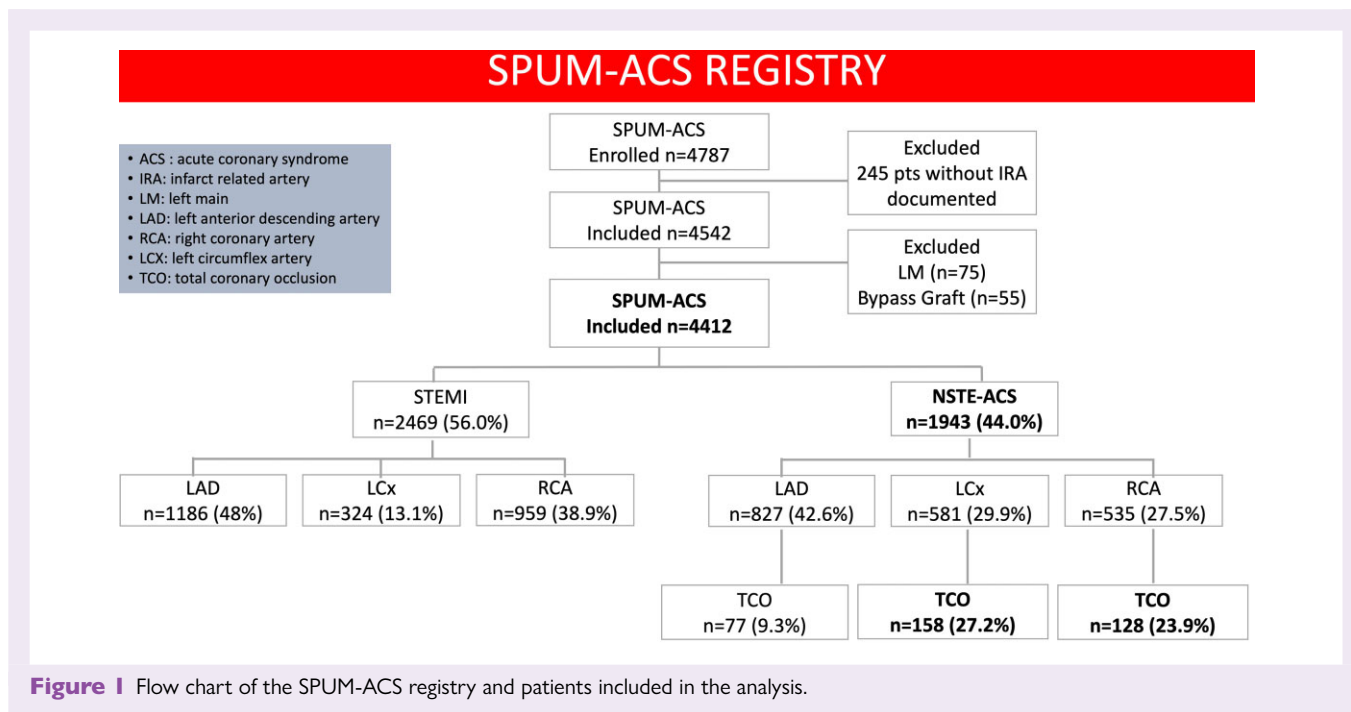 SPUM-ACS REGISTRY
• ACS : acute coronary syndrome
• IRA: infarct related artery
• LM: left main
• LAD: left anterior descending artery
• RCA: right coronary artery
• LCX: left circumflex artery
• TCO: total coronary occlusion
SPUM-ACS
Enrolled n=4787
Excluded
245 pts without IRA
documented
SPUM-ACS
Included n=4542
Excluded
LM (n=75)
Bypass Graft (n=55)
SPUM-ACS
Included n=4412
STEMI
n=2469 (56.0%)
NSTE-ACS
n=1943 (44.0%)
LAD
n=1186 (48%)
LCx
n=324 (13.1%)
RCA
n=959 (38.9%)
LAD
n=827 (42.6%)
LCx
n=581 (29.9%)
RCA
n=535 (27.5%)
TCO
n=77 (9.3%)
TCO
n=158 (27.2%)
TCO
n=128 (23.9%)
Figure 1 Flow chart of the SPUM-ACS registry and patients included in the analysis.